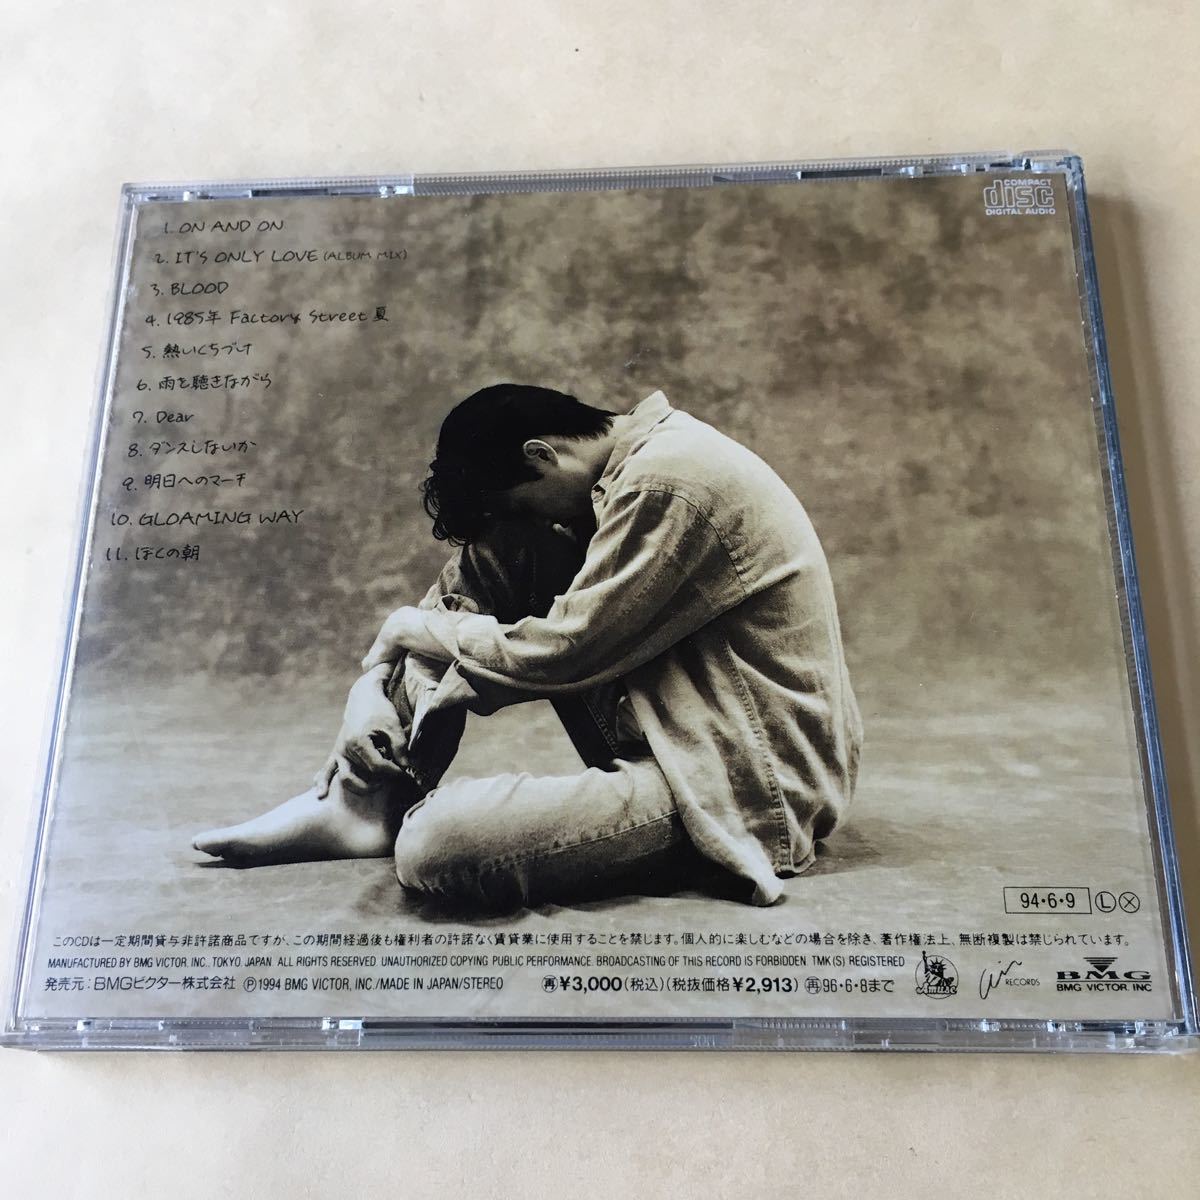 COMPACT
disc
DIGITAL AUDIO
1. ON AND ON
2. IT'S ONLY LOVE (ALBUM MIX)
3. BLOOD
4. 1985年 Factory Street 夏
5. 熱いくちづけ
6. 雨を聴きながら
7. Dear
8. ダンスしないか
9. 明日へのマーチ
10. GLOAMING WAY
11. ぼくの朝
94・6・9 Ⓛ ⓧ
このCDは一定期間貸与非許諾商品ですが、この期間経過後も権利者の許諾なく賃貸業に使用することを禁じます。個人的に楽しむなどの場合を除き、著作権法上、無断複製は禁じられています。
MANUFACTURED BY BMG VICTOR, INC., TOKYO, JAPAN. ALL RIGHTS RESERVED. UNAUTHORIZED COPYING. PUBLIC PERFORMANCE. BROADCASTING OF THIS RECORD IS FORBIDDEN. TMK (S) REGISTERED
発売元:BMGビクター株式会社 Ⓟ1994 BMG VICTOR, INC./MADE IN JAPAN/STEREO ㊢¥3,000(税込)(税抜価格¥2,913) 再96・6・8まで
RECORDS
BMG
BMG VICTOR, INC